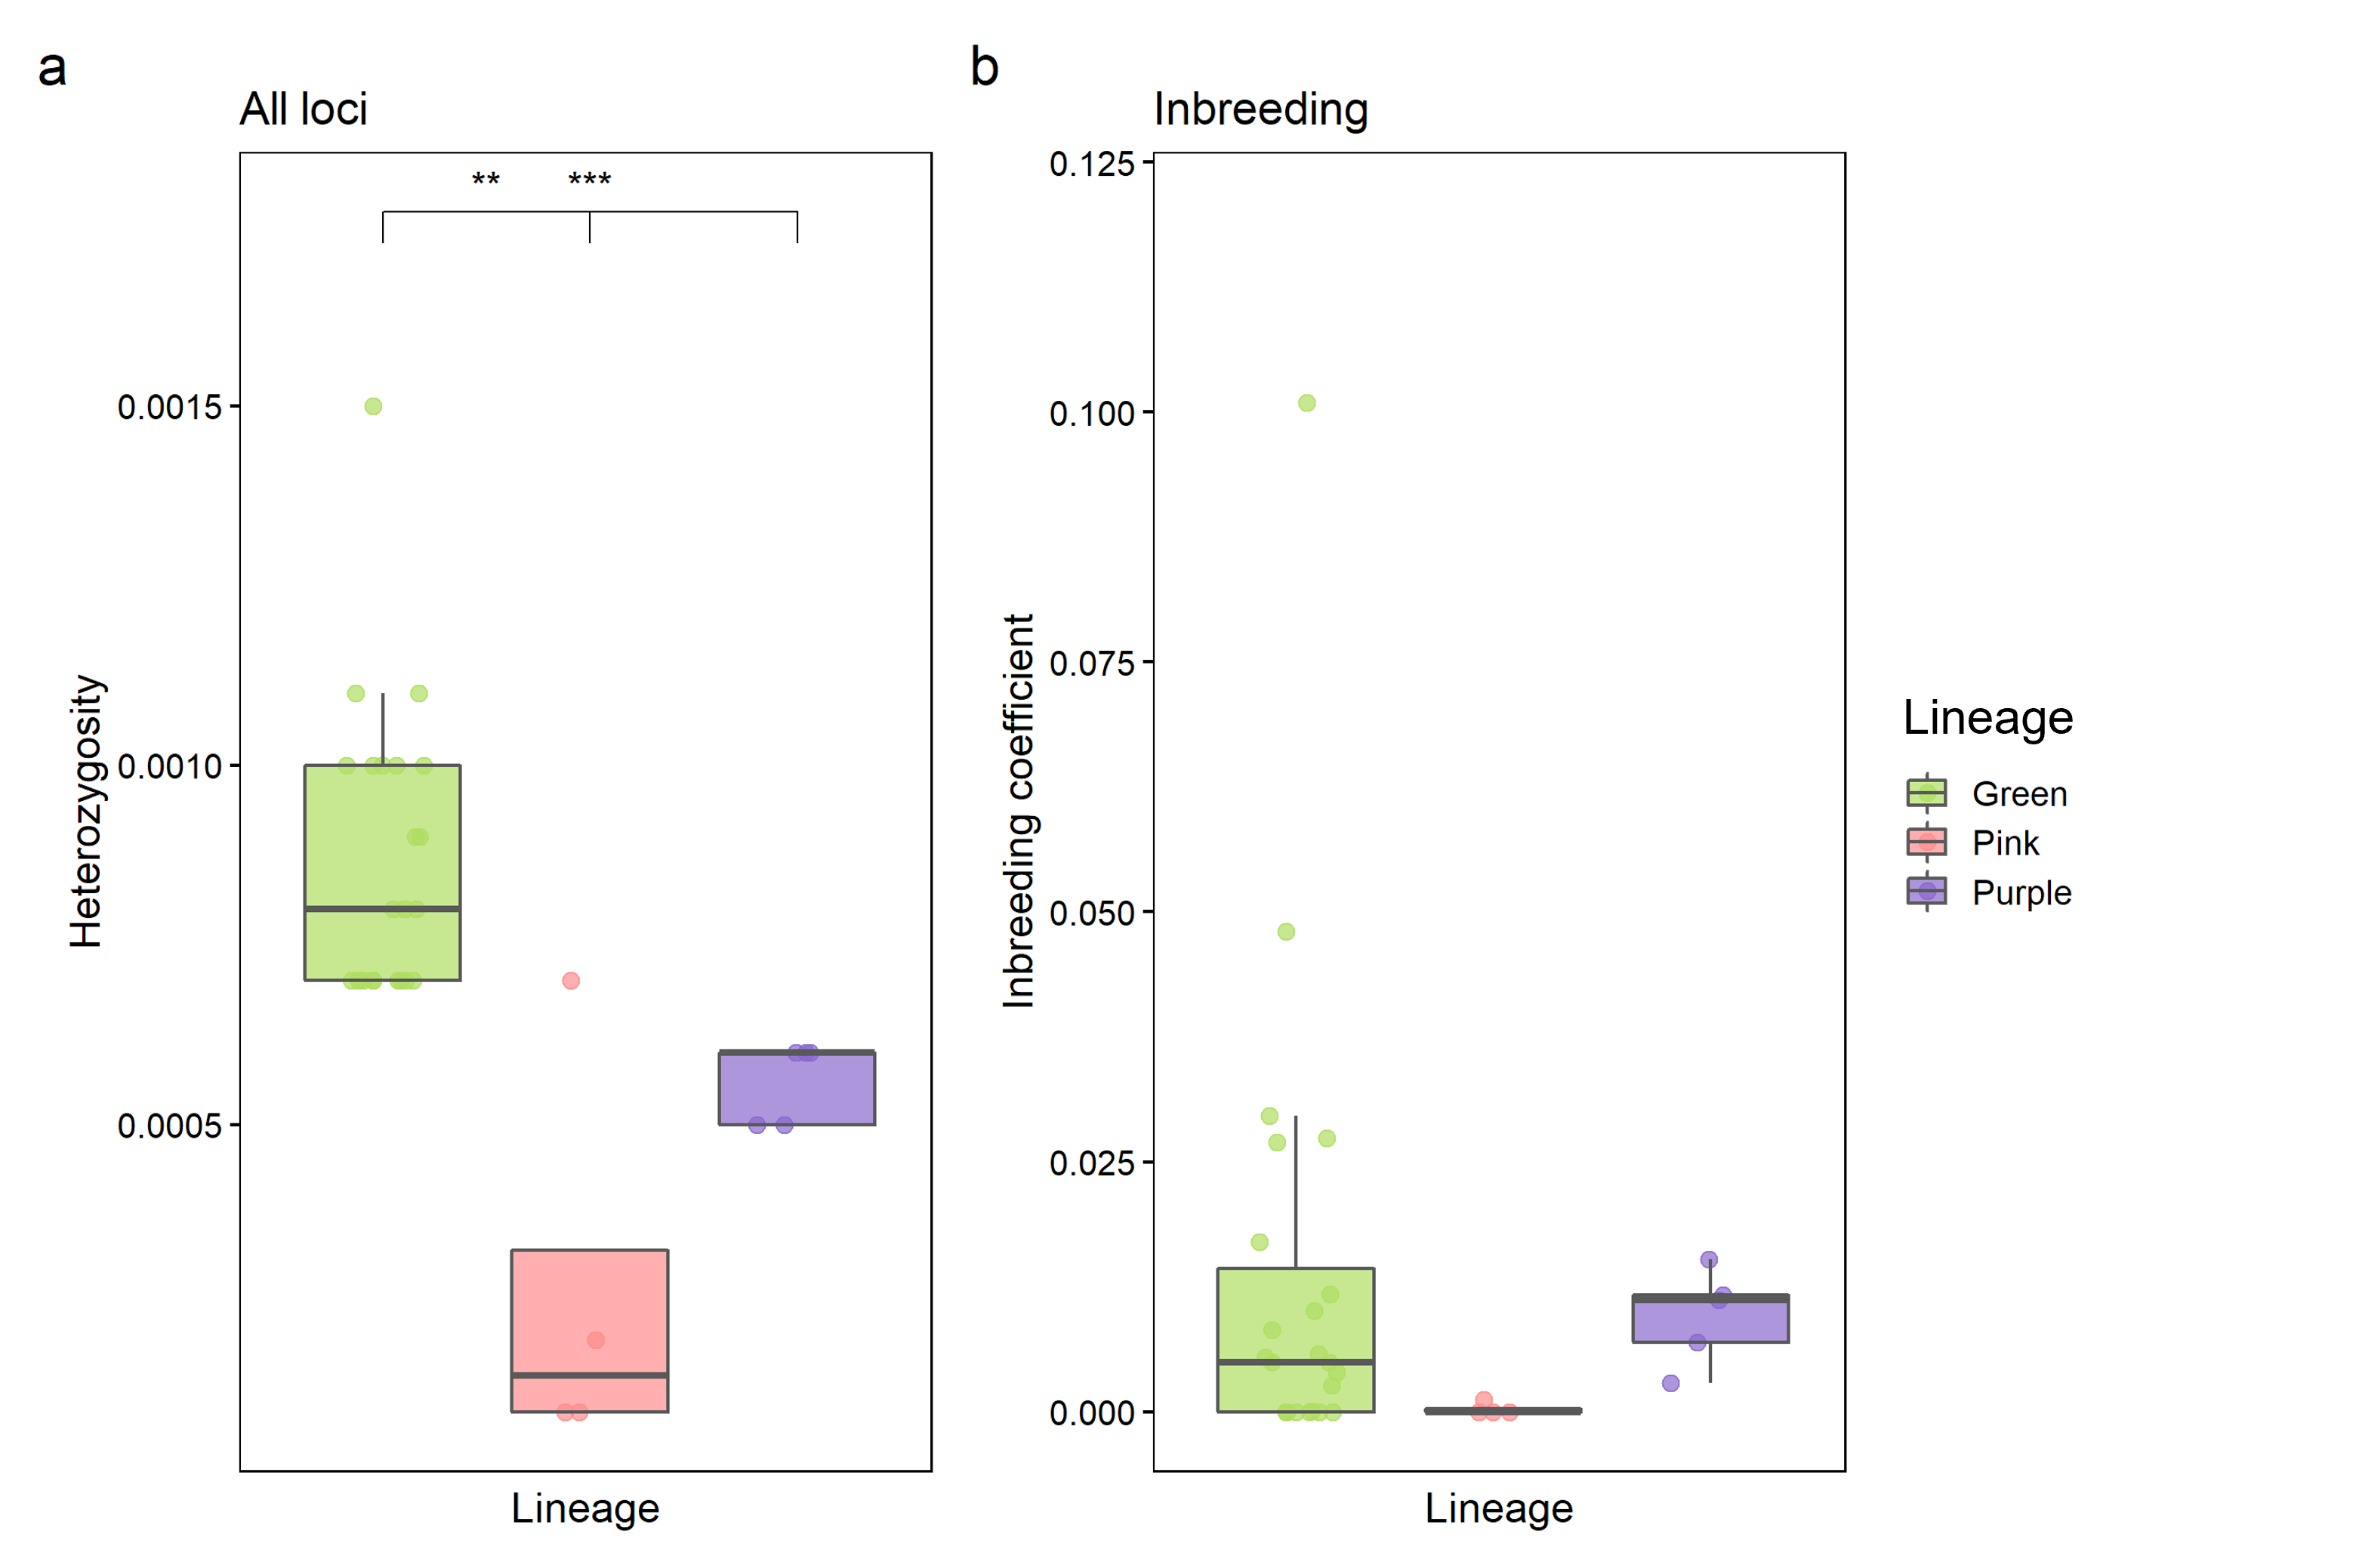 a
All loci
** ***
0.0015
0.0010
0.0005
Heterozygosity
Lineage
b
Inbreeding
0.125
0.100
0.075
0.050
0.025
0.000
Inbreeding coefficient
Lineage
Lineage
Green
Pink
Purple